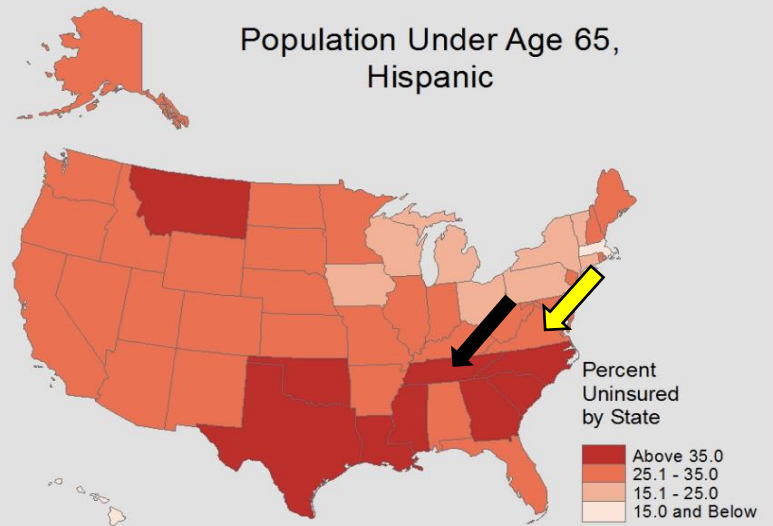 Population Under Age 65,
Hispanic
Percent
Uninsured
by State
Above 35.0
25.1 - 35.0
15.1 - 25.0
15.0 and Below